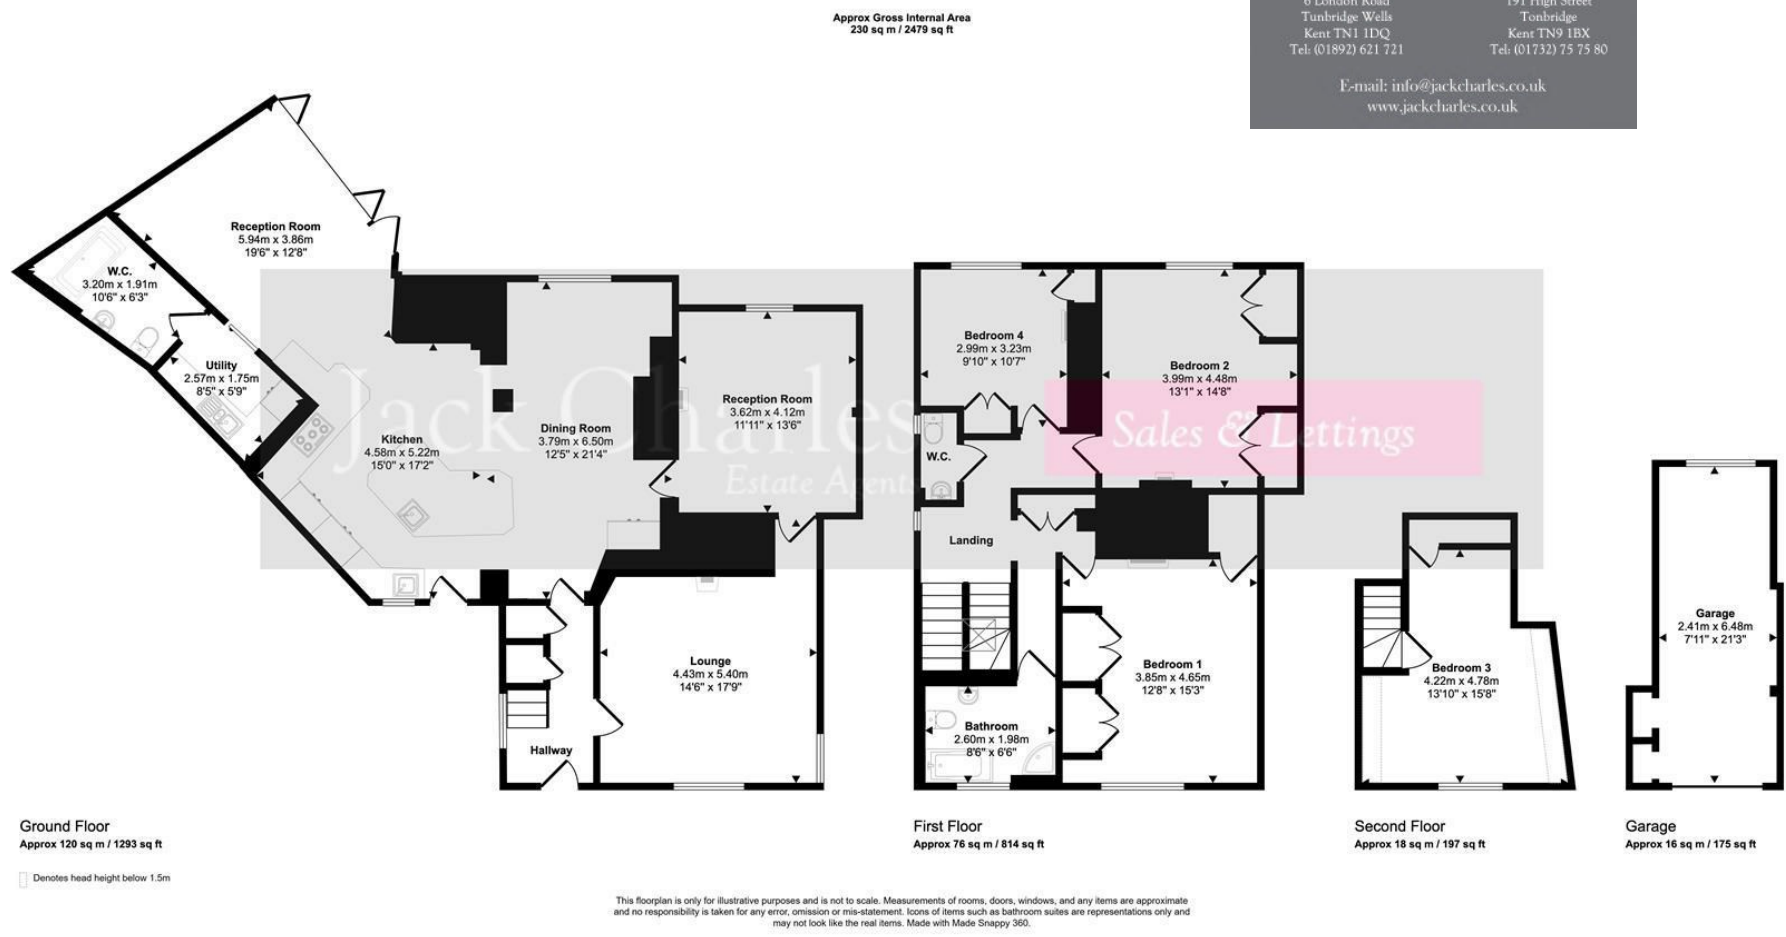 Approx Gross Internal Area
230 sq m / 2479 sq ft
6 London Road
Tunbridge Wells
Kent TN1 1DQ
Tel: (01892) 621 721
191 High Street
Tonbridge
Kent TN9 1BX
Tel: (01732) 75 75 80
E-mail: info@jackcharles.co.uk
www.jackcharles.co.uk
Reception Room
5.94m x 3.86m
19'6" x 12'8"
W.C.
3.20m x 1.91m
10'6" x 6'3"
Utility
2.57m x 1.75m
8'5" x 5'9"
Kitchen
4.58m x 5.22m
15'0" x 17'2"
Dining Room
3.79m x 6.50m
12'5" x 21'4"
Reception Room
3.62m x 4.12m
11'11" x 13'6"
Lounge
4.43m x 5.40m
14'6" x 17'9"
Hallway
Jack Charles
Estate Agents
Sales & Lettings
Bedroom 4
2.99m x 3.23m
9'10" x 10'7"
Bedroom 2
3.99m x 4.48m
13'1" x 14'8"
W.C.
Landing
Bedroom 1
3.85m x 4.65m
12'8" x 15'3"
Bathroom
2.60m x 1.98m
8'6" x 6'6"
Bedroom 3
4.22m x 4.78m
13'10" x 15'8"
Garage
2.41m x 6.48m
7'11" x 21'3"
Ground Floor
Approx 120 sq m / 1293 sq ft
First Floor
Approx 76 sq m / 814 sq ft
Second Floor
Approx 18 sq m / 197 sq ft
Garage
Approx 16 sq m / 175 sq ft
Denotes head height below 1.5m
This floorplan is only for illustrative purposes and is not to scale. Measurements of rooms, doors, windows, and any items are approximate
and no responsibility is taken for any error, omission or mis-statement. Icons of items such as bathroom suites are representations only and
may not look like the real items. Made with Made Snappy 360.